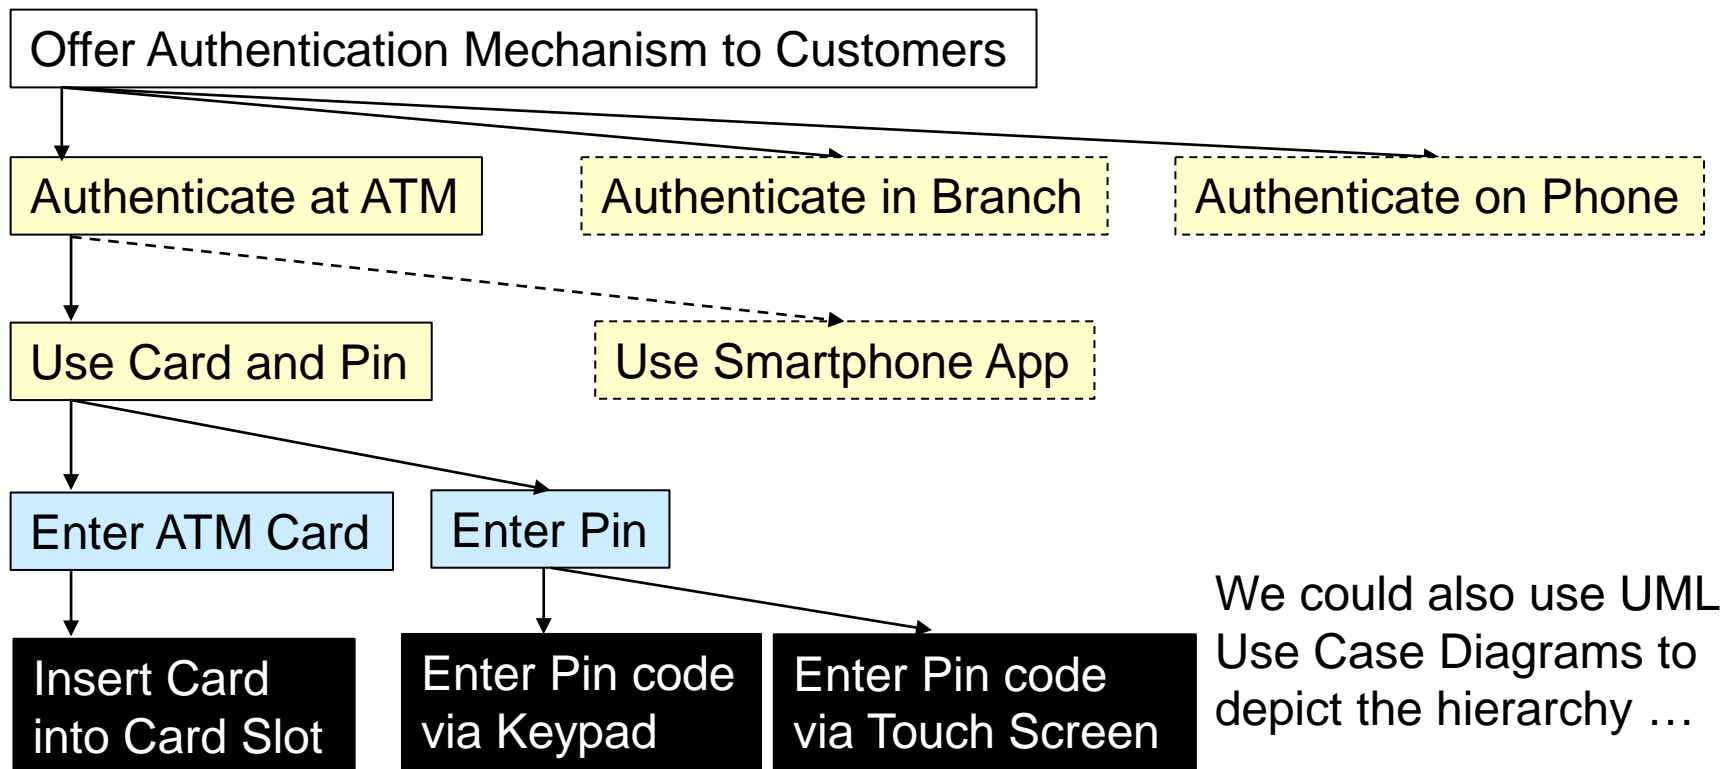 Offer Authentication Mechanism to Customers
Authenticate at ATM
Authenticate in Branch
Authenticate on Phone
Use Card and Pin
Use Smartphone App
Enter ATM Card
Enter Pin
Insert Card
into Card Slot
Enter Pin code
via Keypad
Enter Pin code
via Touch Screen
We could also use UML
Use Case Diagrams to
depict the hierarchy …